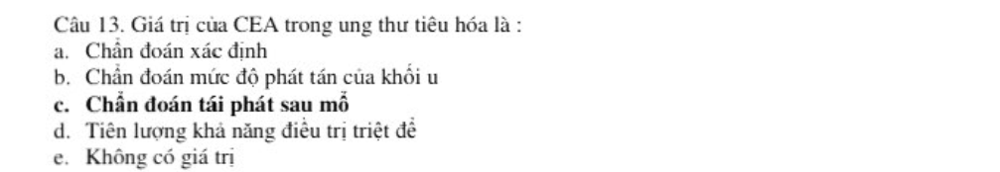 Câu 13. Giá trị của CEA trong ung thư tiêu hóa là :
a. Chẩn đoán xác định
b. Chẩn đoán mức độ phát tán của khối u
c. Chẩn đoán tái phát sau mổ
d. Tiên lượng khả năng điều trị triệt để
e. Không có giá trị